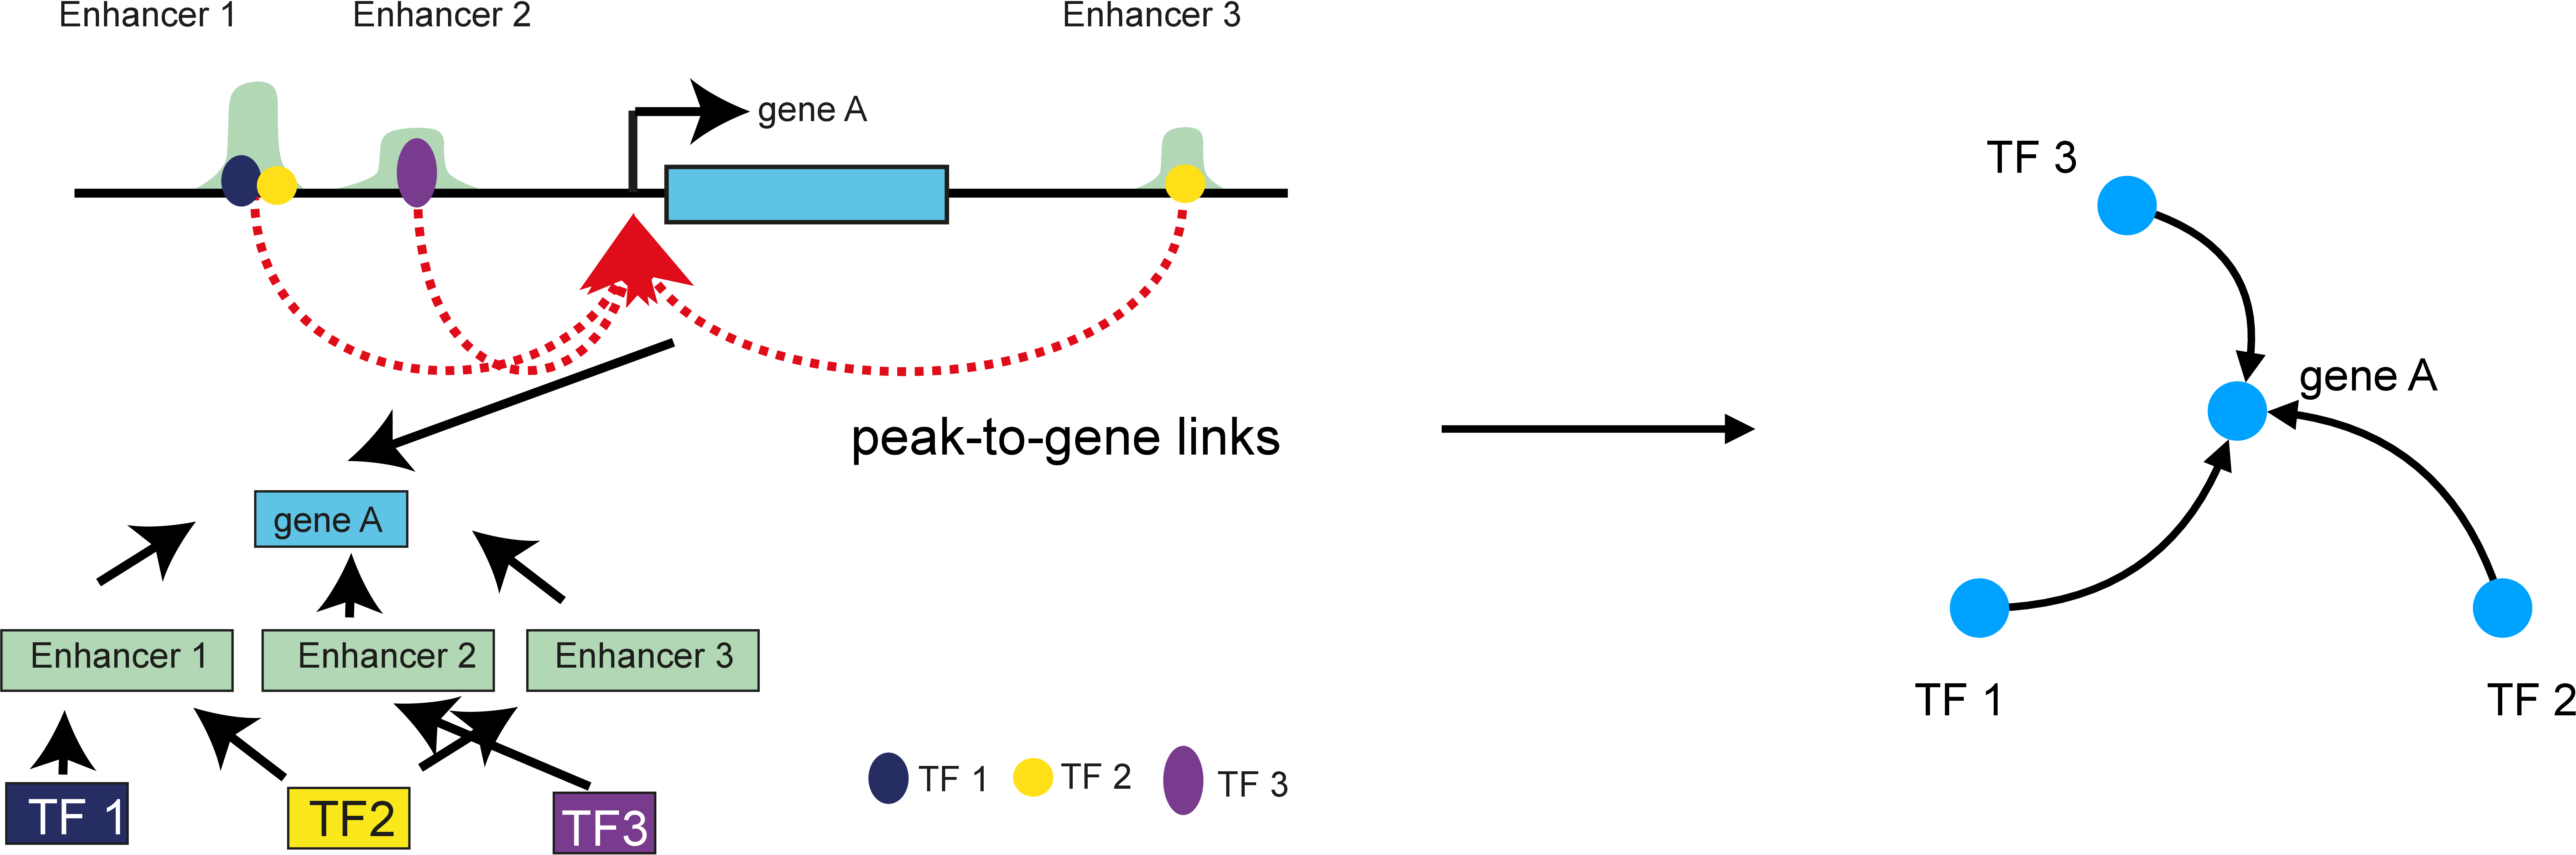 Enhancer 1
Enhancer 2
Enhancer 3
gene A
TF 3
gene A
peak-to-gene links
gene A
Enhancer 1
Enhancer 2
Enhancer 3
TF 1
TF 2
TF 1
TF 2
TF 3
TF 1
TF2
TF3